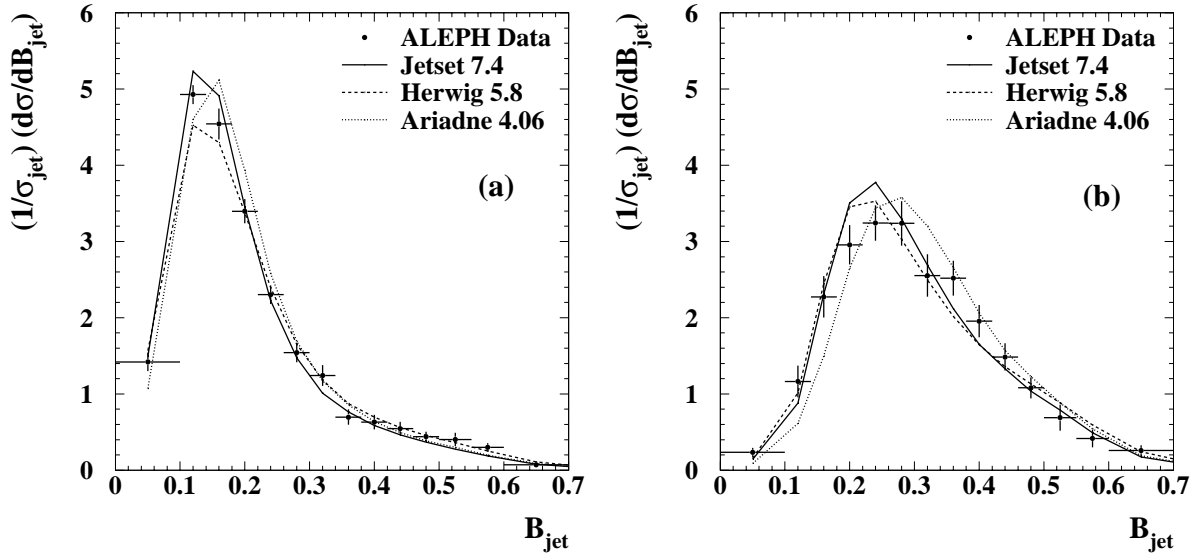 (1/σjet) (dσ/dBjet)
6
5
4
3
2
1
0
ALEPH Data
Jetset 7.4
Herwig 5.8
Ariadne 4.06
(a)
0 0.1 0.2 0.3 0.4 0.5 0.6 0.7
Bjet
(1/σjet) (dσ/dBjet)
6
5
4
3
2
1
0
ALEPH Data
Jetset 7.4
Herwig 5.8
Ariadne 4.06
(b)
0 0.1 0.2 0.3 0.4 0.5 0.6 0.7
Bjet